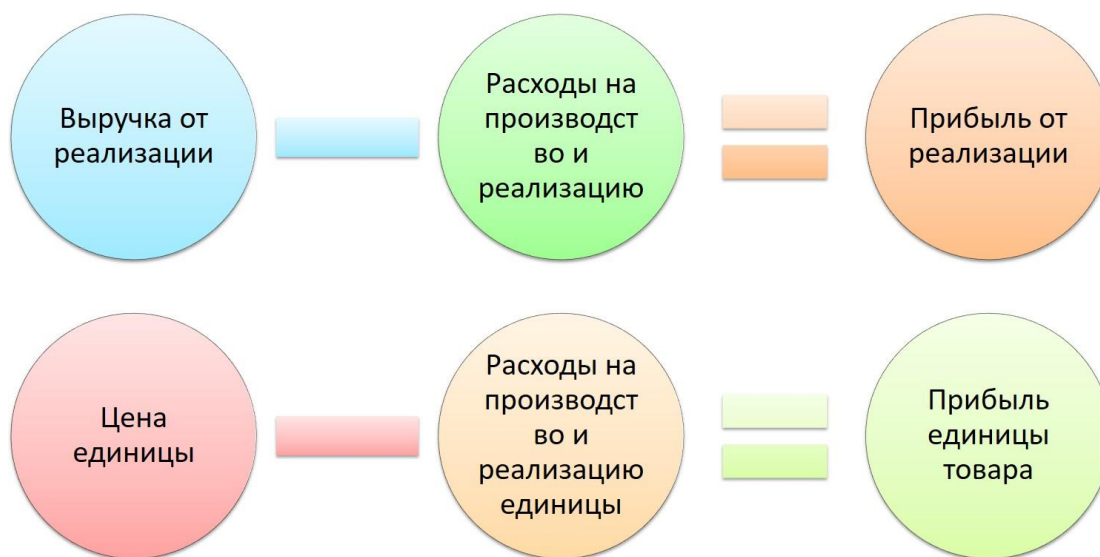 Выручка от
реализации
Расходы на
производст
во и
реализацию
Прибыль от
реализации
Цена
единицы
Расходы на
производст
во и
реализацию
единицы
Прибыль
единицы
товара